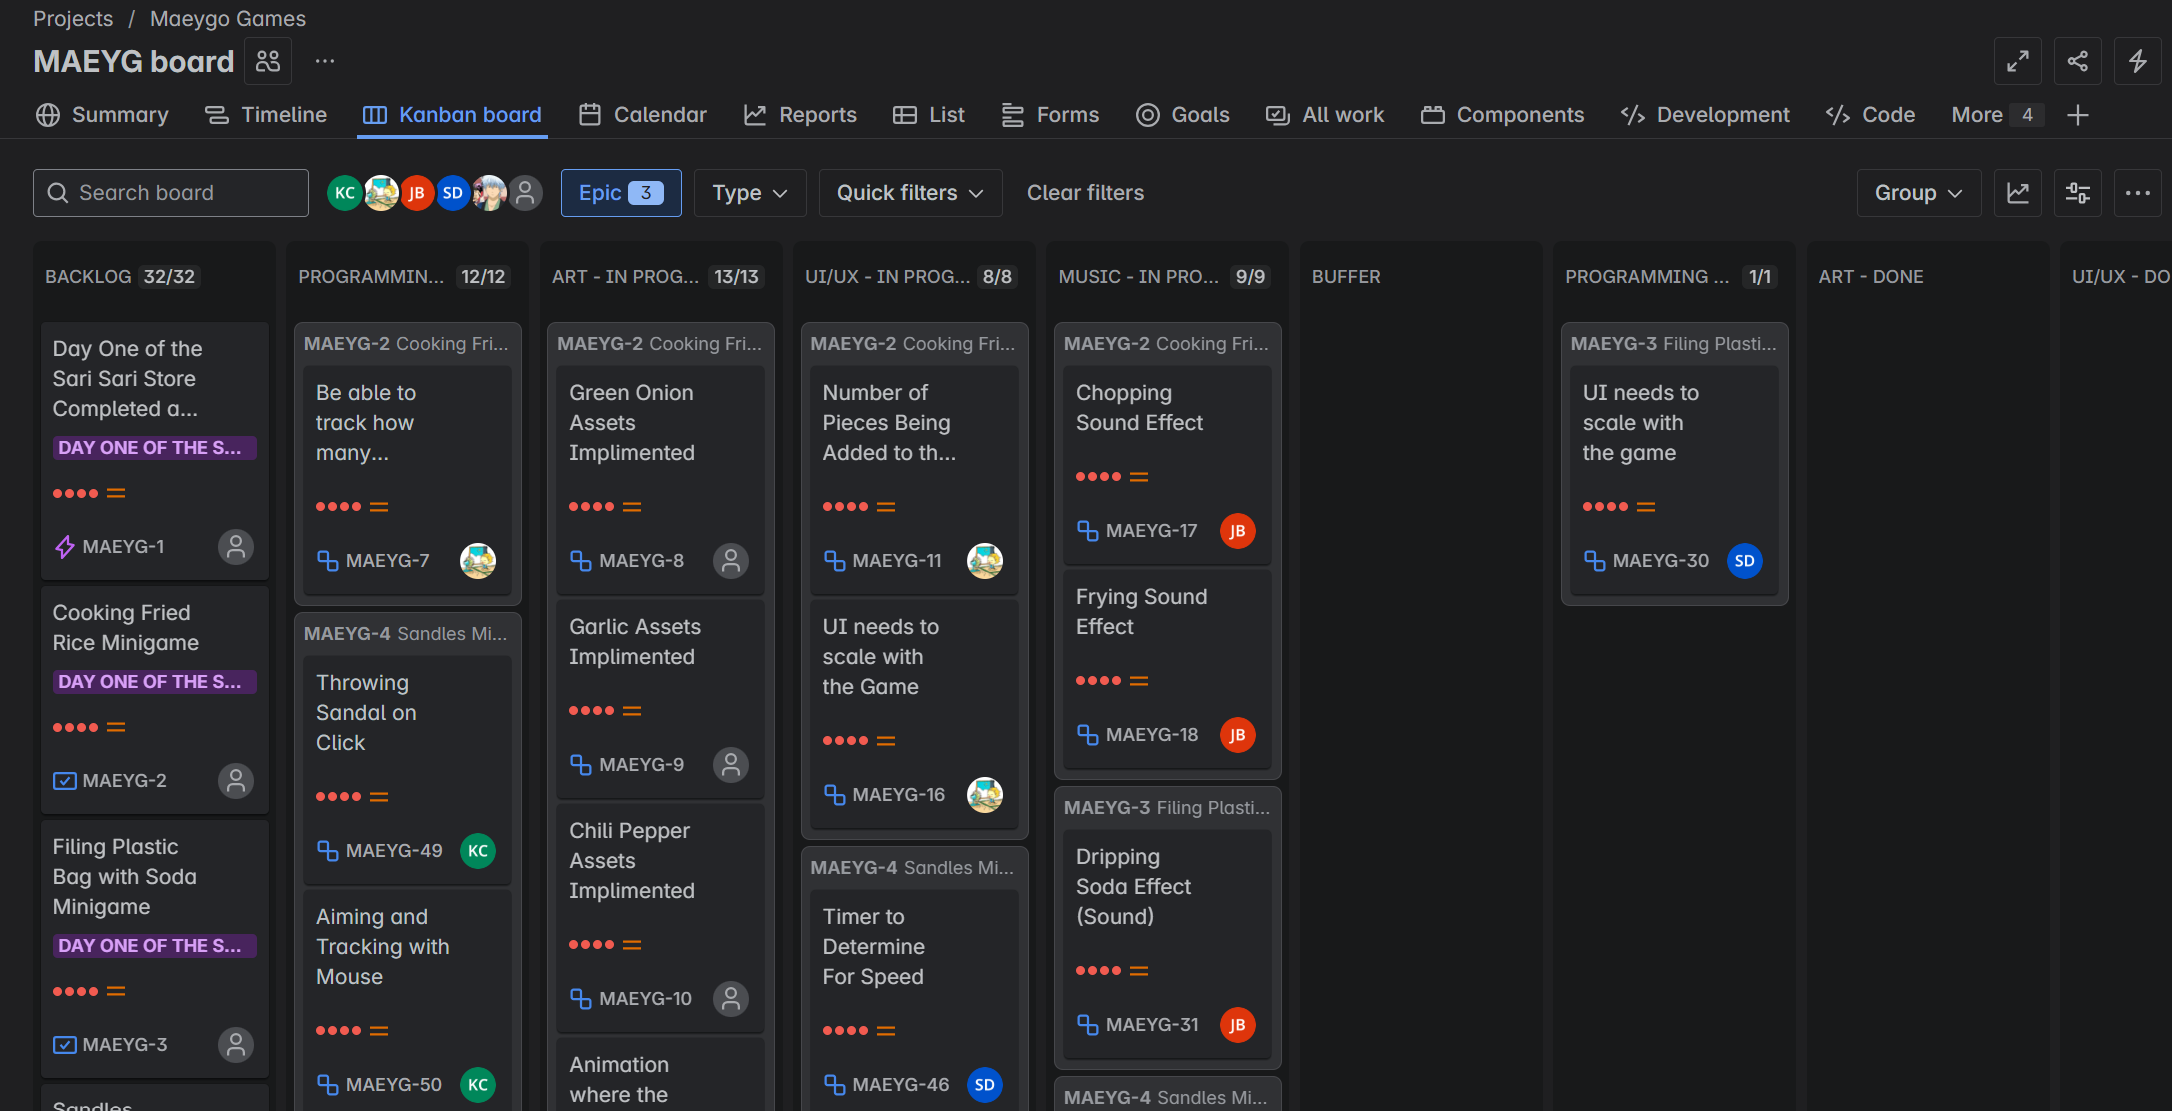 Projects / Maeygo Games
MAEYG board
Summary Timeline Kanban board Calendar Reports List Forms Goals All work Components Development Code More 4
Search board KC JB SD Epic 3 Type Quick filters Clear filters Group
BACKLOG 32/32
Day One of the
Sari Sari Store
Completed a...
DAY ONE OF THE S...
MAEYG-1
Cooking Fried
Rice Minigame
DAY ONE OF THE S...
MAEYG-2
Filing Plastic
Bag with Soda
Minigame
DAY ONE OF THE S...
MAEYG-3
Sandles
PROGRAMMIN... 12/12
MAEYG-2 Cooking Fri...
Be able to
track how
many...
MAEYG-7
MAEYG-4 Sandles Mi...
Throwing
Sandal on
Click
MAEYG-49 KC
Aiming and
Tracking with
Mouse
MAEYG-50 KC
ART - IN PROG... 13/13
MAEYG-2 Cooking Fri...
Green Onion
Assets
Implimented
MAEYG-8
Garlic Assets
Implimented
MAEYG-9
Chili Pepper
Assets
Implimented
MAEYG-10
Animation
where the
UI/UX - IN PROG... 8/8
MAEYG-2 Cooking Fri...
Number of
Pieces Being
Added to th...
MAEYG-11
UI needs to
scale with
the Game
MAEYG-16
MAEYG-4 Sandles Mi...
Timer to
Determine
For Speed
MAEYG-46 SD
MUSIC - IN PRO... 9/9
MAEYG-2 Cooking Fri...
Chopping
Sound Effect
MAEYG-17 JB
Frying Sound
Effect
MAEYG-18 JB
MAEYG-3 Filing Plasti...
Dripping
Soda Effect
(Sound)
MAEYG-31 JB
MAEYG-4 Sandles Mi...
BUFFER
PROGRAMMING ... 1/1
MAEYG-3 Filing Plasti...
UI needs to
scale with
the game
MAEYG-30 SD
ART - DONE
UI/UX - DO